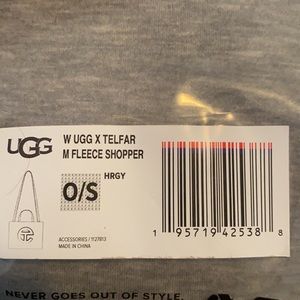 UGG
W UGG X TELFAR
M FLEECE SHOPPER
HRGY
O/S
ACCESSORIES / 1127813
MADE IN CHINA
1 95719 42538 8
NEVER GOES OUT OF STYLE.